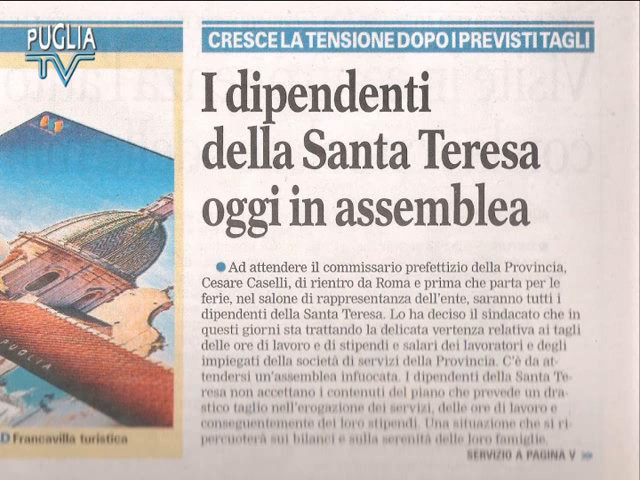 PUGLIA
TV
PUGLIA
D Francavilla turistica
CRESCE LA TENSIONE DOPO I PREVISTI TAGLI
I dipendenti
della Santa Teresa
oggi in assemblea
● Ad attendere il commissario prefettizio della Provincia,
Cesare Caselli, di rientro da Roma e prima che parta per le
ferie, nel salone di rappresentanza dell'ente, saranno tutti i
dipendenti della Santa Teresa. Lo ha deciso il sindacato che in
questi giorni sta trattando la delicata vertenza relativa ai tagli
delle ore di lavoro e di stipendi e salari dei lavoratori e degli
impiegati della società di servizi della Provincia. C'è da at-
tendersi un'assemblea infuocata. I dipendenti della Santa Te-
resa non accettano i contenuti del piano che prevede un dra-
stico taglio nell'erogazione dei servizi, delle ore di lavoro e
conseguentemente dei loro stipendi. Una situazione che si ri-
percuoterà sui bilanci e sulla serenità delle loro famiglie.
SERVIZIO A PAGINA V